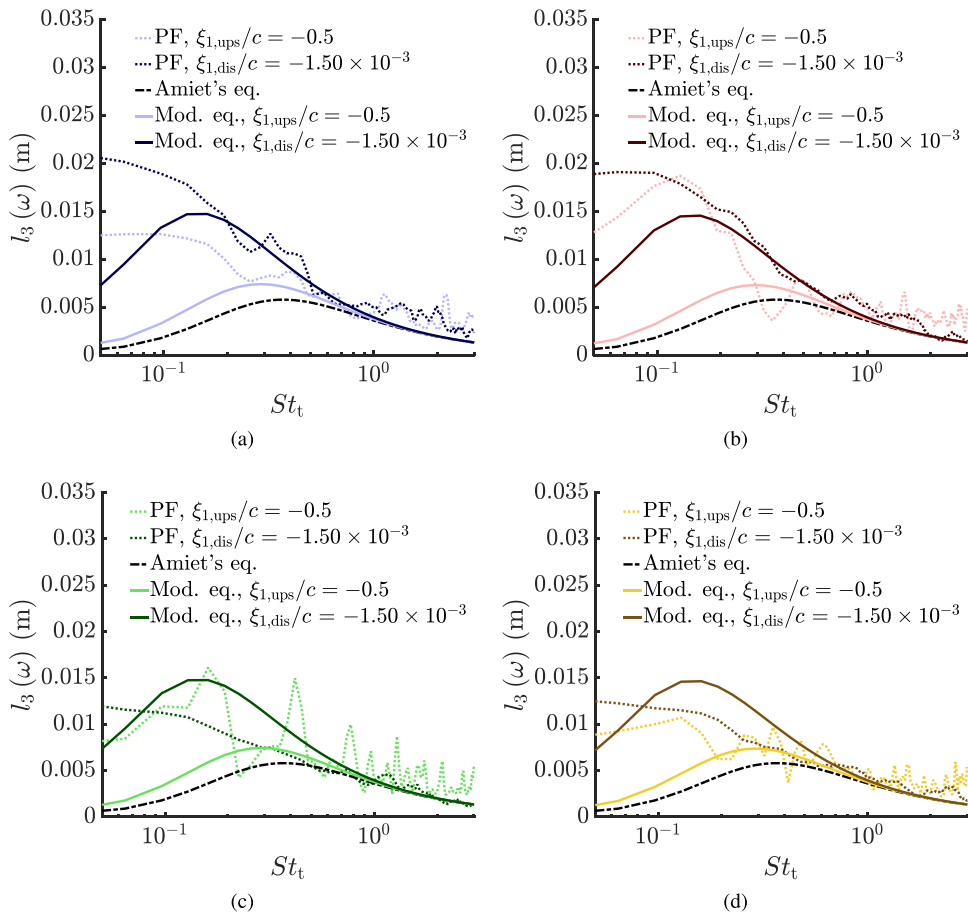 0.035
0.03
0.025
0.02
0.015
0.01
0.005
0
l₃(ω) (m)
PF, ξ₁,ups/c = −0.5
PF, ξ₁,dis/c = −1.50 × 10⁻³
Amiet's eq.
Mod. eq., ξ₁,ups/c = −0.5
Mod. eq., ξ₁,dis/c = −1.50 × 10⁻³
10⁻¹ 10⁰
Stₜ
(a)
0.035
0.03
0.025
0.02
0.015
0.01
0.005
0
l₃(ω) (m)
PF, ξ₁,ups/c = −0.5
PF, ξ₁,dis/c = −1.50 × 10⁻³
Amiet's eq.
Mod. eq., ξ₁,ups/c = −0.5
Mod. eq., ξ₁,dis/c = −1.50 × 10⁻³
10⁻¹ 10⁰
Stₜ
(b)
0.035
0.03
0.025
0.02
0.015
0.01
0.005
0
l₃(ω) (m)
PF, ξ₁,ups/c = −0.5
PF, ξ₁,dis/c = −1.50 × 10⁻³
Amiet's eq.
Mod. eq., ξ₁,ups/c = −0.5
Mod. eq., ξ₁,dis/c = −1.50 × 10⁻³
10⁻¹ 10⁰
Stₜ
(c)
0.035
0.03
0.025
0.02
0.015
0.01
0.005
0
l₃(ω) (m)
PF, ξ₁,ups/c = −0.5
PF, ξ₁,dis/c = −1.50 × 10⁻³
Amiet's eq.
Mod. eq., ξ₁,ups/c = −0.5
Mod. eq., ξ₁,dis/c = −1.50 × 10⁻³
10⁻¹ 10⁰
Stₜ
(d)